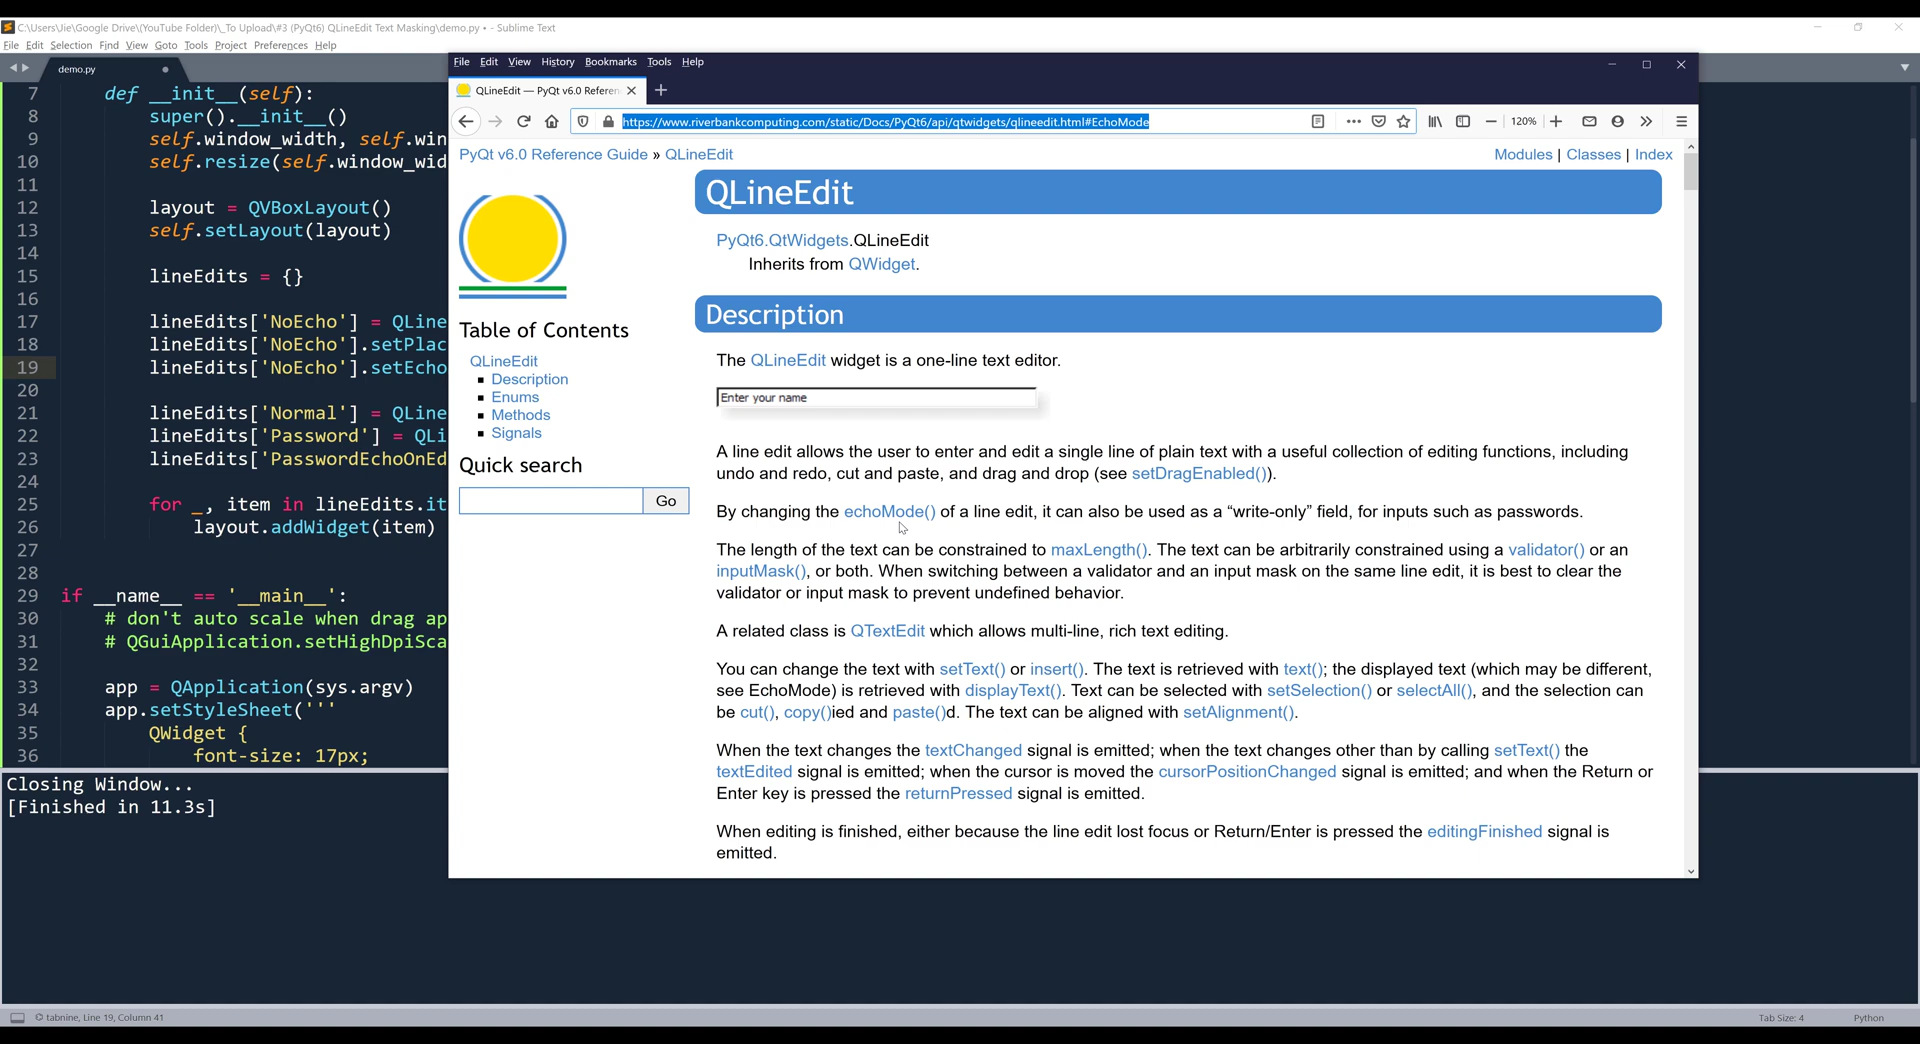 C:\Users\Jie\Google Drive\(YouTube Folder)\_To Upload\#3 (PyQt6) QLineEdit Text Masking\demo.py • - Sublime Text
File Edit Selection Find View Goto Tools Project Preferences Help
demo.py
7 def __init__(self):
8 super().__init__()
9 self.window_width, self.win
10 self.resize(self.window_wid
11
12 layout = QVBoxLayout()
13 self.setLayout(layout)
14
15 lineEdits = {}
16
17 lineEdits['NoEcho'] = QLine
18 lineEdits['NoEcho'].setPlac
19 lineEdits['NoEcho'].setEcho
20
21 lineEdits['Normal'] = QLine
22 lineEdits['Password'] = QLi
23 lineEdits['PasswordEchoOnEd
24
25 for _, item in lineEdits.it
26 layout.addWidget(item)
27
28
29 if __name__ == '__main__':
30 # don't auto scale when drag ap
31 # QGuiApplication.setHighDpiSca
32
33 app = QApplication(sys.argv)
34 app.setStyleSheet('''
35 QWidget {
36 font-size: 17px;
Closing Window...
[Finished in 11.3s]
tabnine, Line 19, Column 41
Tab Size: 4
Python
File Edit View History Bookmarks Tools Help
QLineEdit — PyQt v6.0 Referen
https://www.riverbankcomputing.com/static/Docs/PyQt6/api/qtwidgets/qlineedit.html#EchoMode
120%
PyQt v6.0 Reference Guide » QLineEdit
Modules | Classes | Index
Table of Contents
QLineEdit
Description
Enums
Methods
Signals
Quick search
Go
QLineEdit
PyQt6.QtWidgets.QLineEdit
Inherits from QWidget.
Description
The QLineEdit widget is a one-line text editor.
Enter your name
A line edit allows the user to enter and edit a single line of plain text with a useful collection of editing functions, including
undo and redo, cut and paste, and drag and drop (see setDragEnabled()).
By changing the echoMode() of a line edit, it can also be used as a “write-only” field, for inputs such as passwords.
The length of the text can be constrained to maxLength(). The text can be arbitrarily constrained using a validator() or an
inputMask(), or both. When switching between a validator and an input mask on the same line edit, it is best to clear the
validator or input mask to prevent undefined behavior.
A related class is QTextEdit which allows multi-line, rich text editing.
You can change the text with setText() or insert(). The text is retrieved with text(); the displayed text (which may be different,
see EchoMode) is retrieved with displayText(). Text can be selected with setSelection() or selectAll(), and the selection can
be cut(), copy()ied and paste()d. The text can be aligned with setAlignment().
When the text changes the textChanged signal is emitted; when the text changes other than by calling setText() the
textEdited signal is emitted; when the cursor is moved the cursorPositionChanged signal is emitted; and when the Return or
Enter key is pressed the returnPressed signal is emitted.
When editing is finished, either because the line edit lost focus or Return/Enter is pressed the editingFinished signal is
emitted.